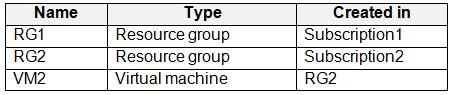 Name Type Created in
RG1 Resource group Subscription1
RG2 Resource group Subscription2
VM2 Virtual machine RG2